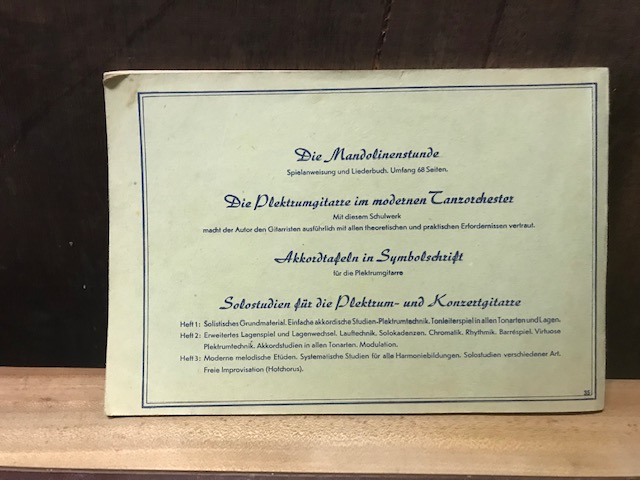 Die Mandolinenstunde
Spielanweisung und Liederbuch. Umfang 68 Seiten.
Die Plektrumgitarre im modernen Tanzorchester
Mit diesem Schulwerk
macht der Autor den Gitarristen ausführlich mit allen theoretischen und praktischen Erfordernissen vertraut.
Akkordtafeln in Symbolschrift
für die Plektrumgitarre
Solostudien für die Plektrum- und Konzertgitarre
Heft 1: Solistisches Grundmaterial. Einfache akkordische Studien-Plektrumtechnik. Tonleiterspiel in allen Tonarten und Lagen.
Heft 2: Erweitertes Lagenspiel und Lagenwechsel. Lauftechnik. Solokadenzen. Chromatik. Rhythmik. Barréspiel. Virtuose
Plektrumtechnik. Akkordstudien in allen Tonarten. Modulation.
Heft 3: Moderne melodische Etüden. Systematische Studien für alle Harmoniebildungen. Solostudien verschiedener Art.
Freie Improvisation (Hotchorus).